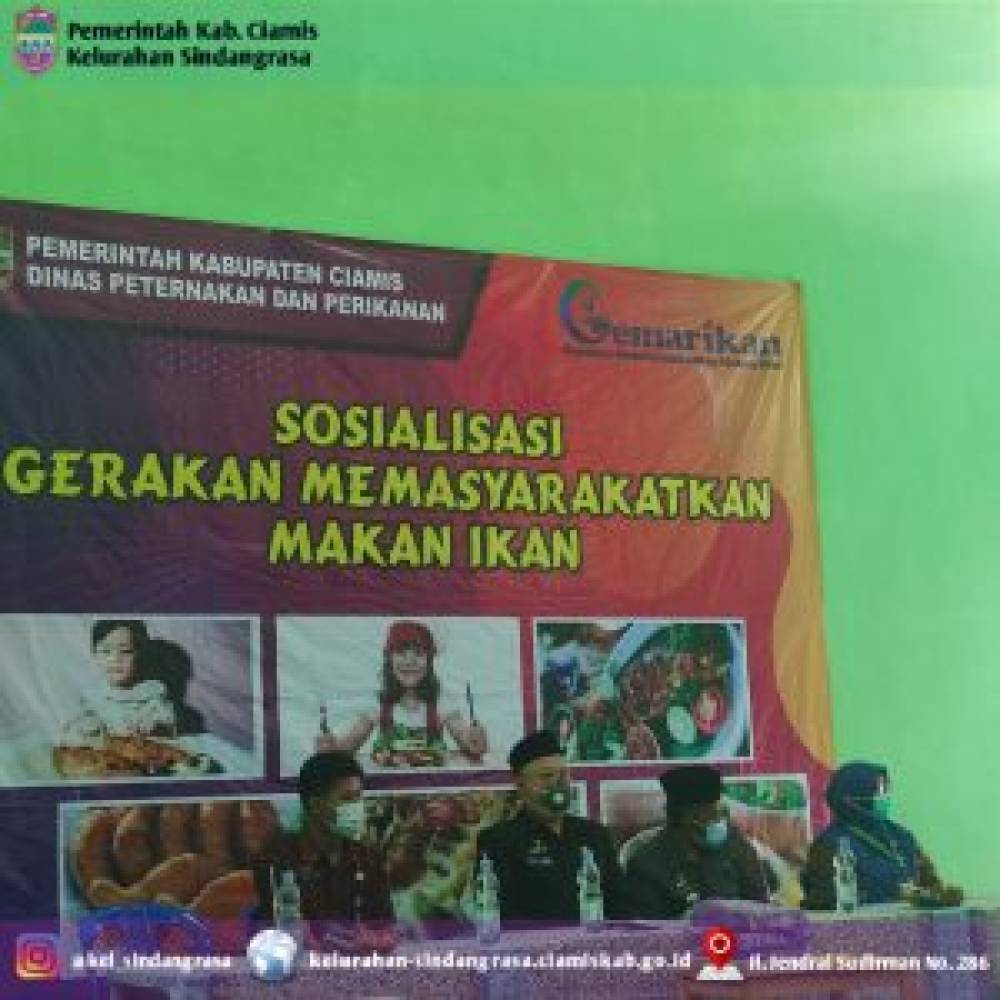 Pemerintah Kab. Ciamis
Kelurahan Sindangrasa
PEMERINTAH KABUPATEN CIAMIS
DINAS PETERNAKAN DAN PERIKANAN
Gemarikan
SOSIALISASI
GERAKAN MEMASYARAKATKAN
MAKAN IKAN
kel_sindangrasa
kelurahan-sindangrasa.ciamiskab.go.id
Jl. Jendral Sudirman No. 286